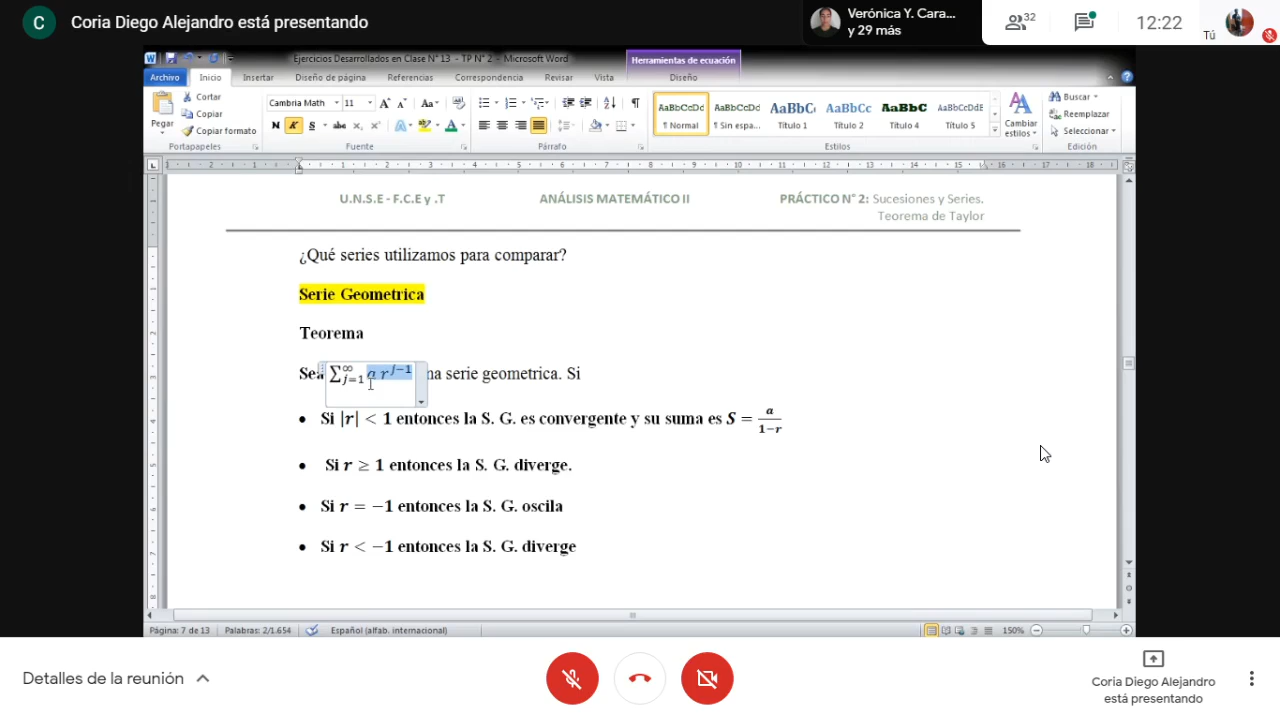 C Coria Diego Alejandro está presentando
Verónica Y. Cara...
y 29 más
32
12:22
Tú
Ejercicios Desarrollados en Clase N° 13 - TP N° 2 - Microsoft Word
Herramientas de ecuación
Archivo Inicio Insertar Diseño de página Referencias Correspondencia Revisar Vista Diseño
Pegar
Cortar
Copiar
Copiar formato
Portapapeles
Cambria Math 11
Fuente
Párrafo
AaBbCcDd AaBbCcDd AaBbC AaBbCc AaBbC AaBbCcDdE
¶ Normal ¶ Sin espa... Título 1 Título 2 Título 4 Título 5
Estilos
Cambiar
estilos
Buscar
Reemplazar
Seleccionar
Edición
U.N.S.E - F.C.E y .T ANÁLISIS MATEMÁTICO II PRÁCTICO N° 2: Sucesiones y Series.
Teorema de Taylor
¿Qué series utilizamos para comparar?
Serie Geometrica
Teorema
Sea ∑_{j=1}^{∞} a r^{j−1} na serie geometrica. Si
• Si |r| < 1 entonces la S. G. es convergente y su suma es S = a/(1−r)
• Si r ≥ 1 entonces la S. G. diverge.
• Si r = −1 entonces la S. G. oscila
• Si r < −1 entonces la S. G. diverge
Página: 7 de 13 Palabras: 2/1.654 Español (alfab. internacional) 150%
Detalles de la reunión
Coria Diego Alejandro
está presentando